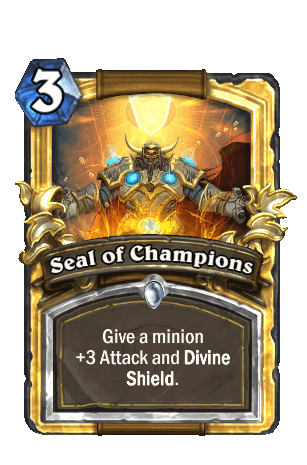 3
Seal of Champions
Give a minion
+3 Attack and Divine
Shield.